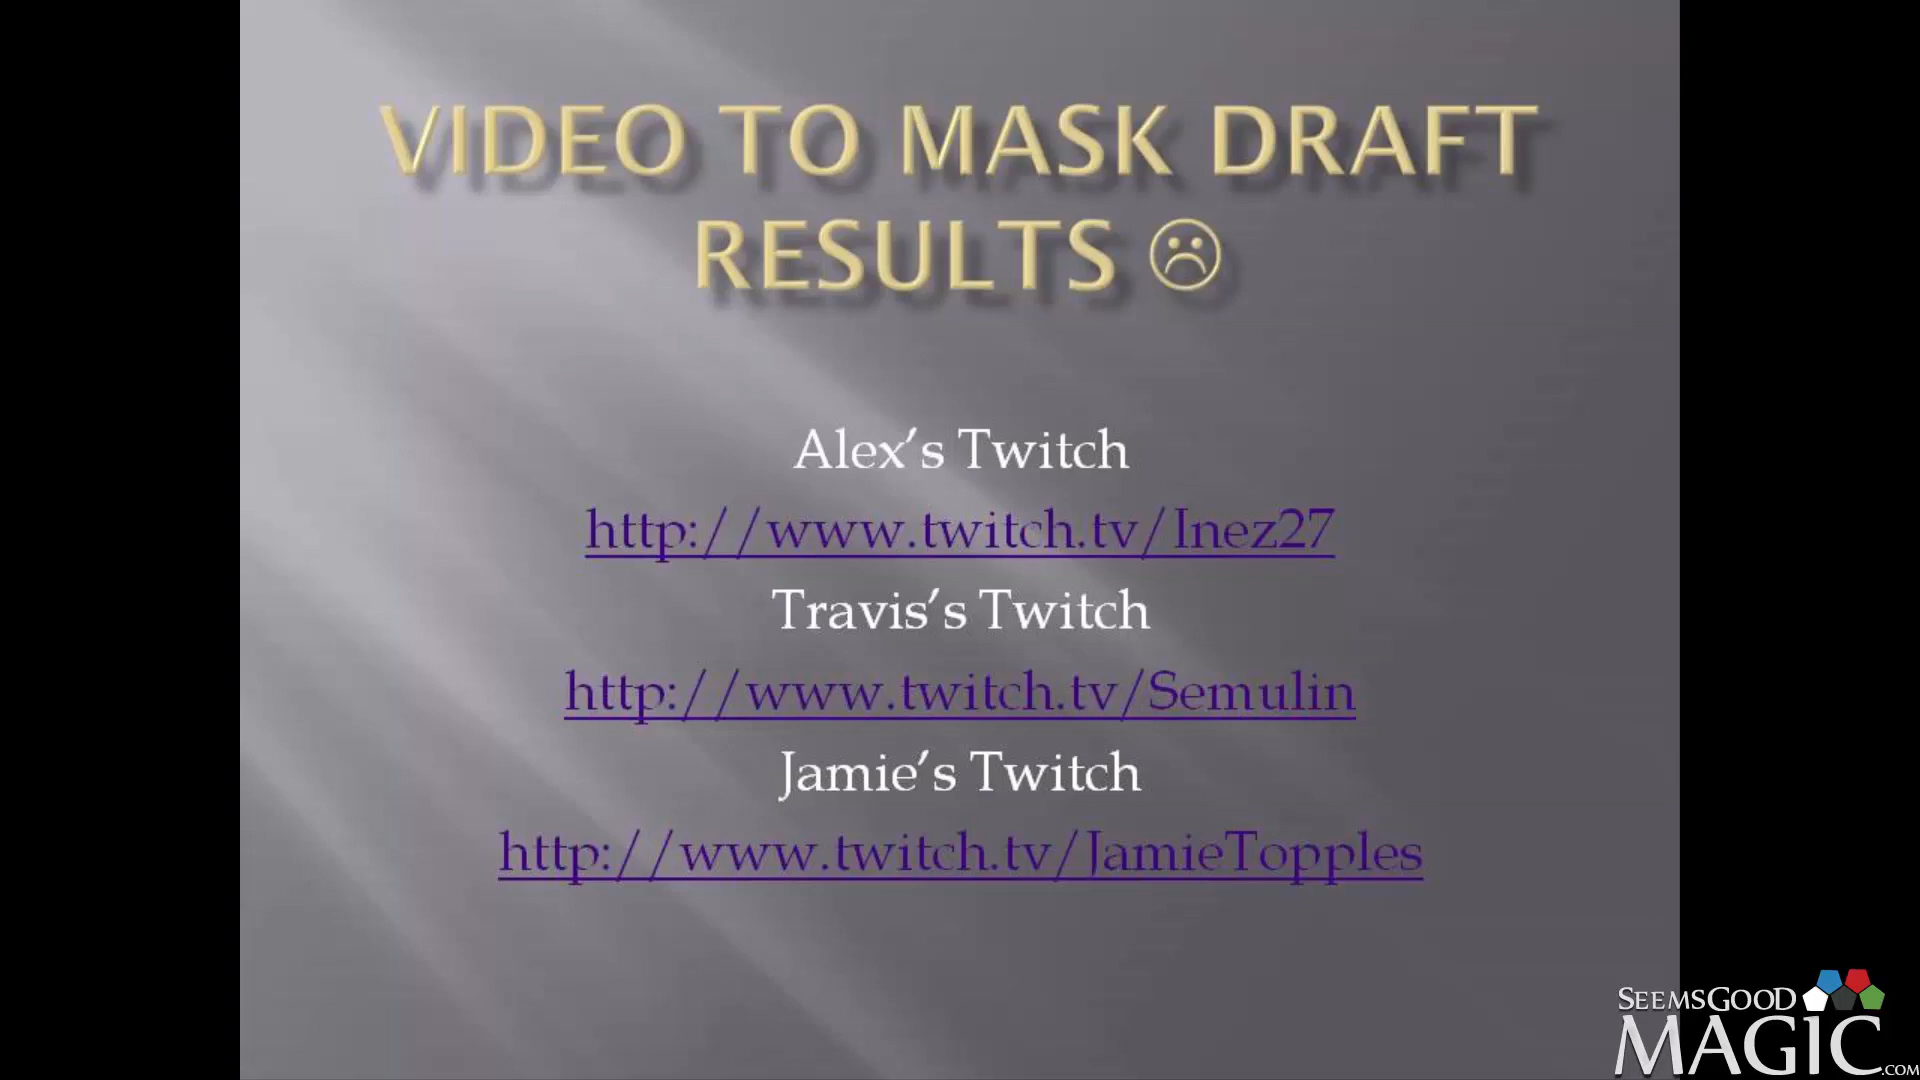 VIDEO TO MASK DRAFT
RESULTS ☹
Alex’s Twitch
http://www.twitch.tv/Inez27
Travis’s Twitch
http://www.twitch.tv/Semulin
Jamie’s Twitch
http://www.twitch.tv/JamieTopples
SEEMSGOOD
MAGIC.COM